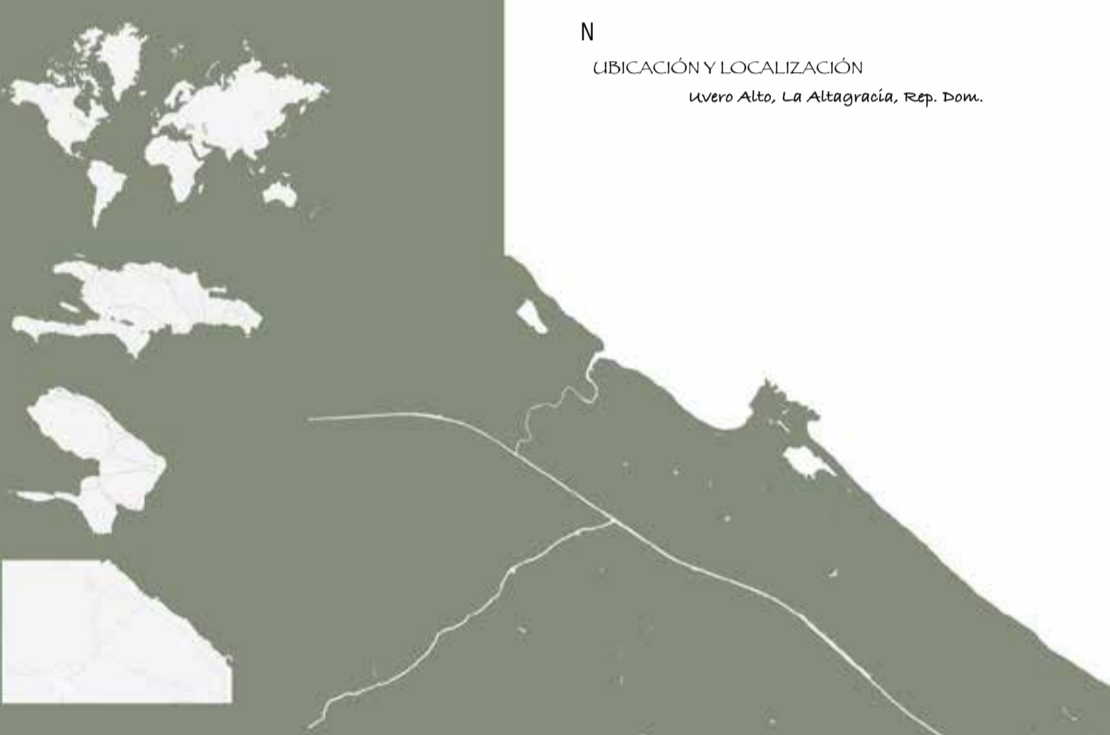 N
UBICACIÓN Y LOCALIZACIÓN
Uvero Alto, La Altagracia, Rep. Dom.